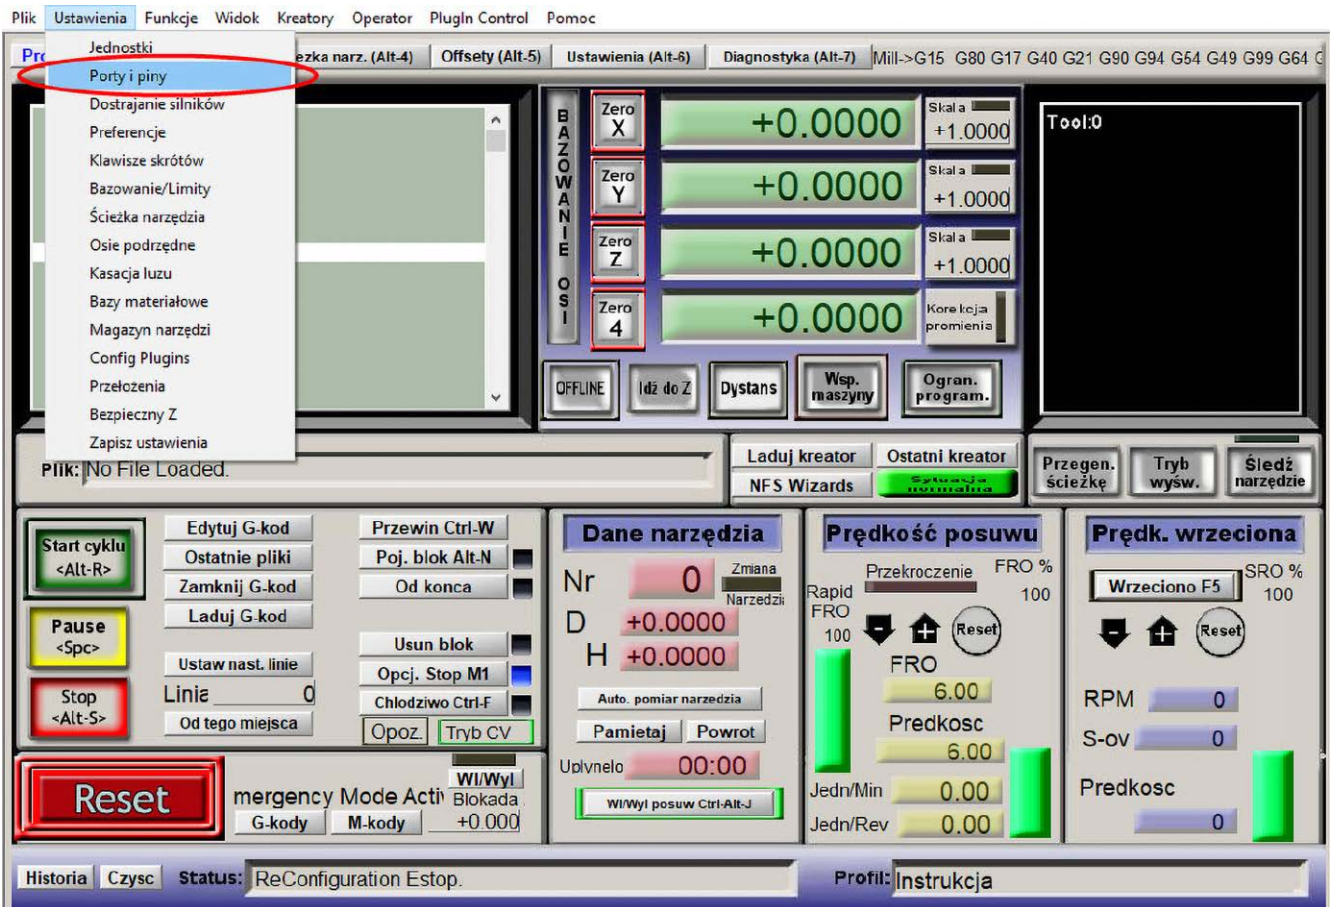 Plik Ustawienia Funkcje Widok Kreatory Operator PlugIn Control Pomoc
Jednostki
Porty i piny
Dostrajanie silników
Preferencje
Klawisze skrótów
Bazowanie/Limity
Ścieżka narzędzia
Osie podrzędne
Kasacja luzu
Bazy materiałowe
Magazyn narzędzi
Config Plugins
Przełożenia
Bezpieczny Z
Zapisz ustawienia
Pro ezka narz. (Alt-4) Offsety (Alt-5) Ustawienia (Alt-6) Diagnostyka (Alt-7) Mill->G15 G80 G17 G40 G21 G90 G94 G54 G49 G99 G64 G
BAZOWANIE OSI
Zero X +0.0000 Skala +1.0000
Zero Y +0.0000 Skala +1.0000
Zero Z +0.0000 Skala +1.0000
Zero 4 +0.0000 Korekcja promienia
OFFLINE Idź do Z Dystans Wsp. maszyny Ogran. program.
Tool:0
Plik: No File Loaded.
Laduj kreator Ostatni kreator
NFS Wizards Sytuacja normalna
Przegen. ścieżkę Tryb wyśw. Śledź narzędzie
Start cyklu
<Alt-R>
Pause
<Spc>
Stop
<Alt-S>
Edytuj G-kod
Ostatnie pliki
Zamknij G-kod
Laduj G-kod
Ustaw nast. linie
Linia 0
Od tego miejsca
Przewin Ctrl-W
Poj. blok Alt-N
Od konca
Usun blok
Opcj. Stop M1
Chlodziwo Ctrl-F
Opoz. Tryb CV
Dane narzędzia
Nr 0 Zmiana Narzedzia
D +0.0000
H +0.0000
Auto. pomiar narzedzia
Pamietaj Powrot
Uplynelo 00:00
Wl/Wyl posuw Ctrl-Alt-J
Prędkość posuwu
Przekroczenie FRO %
100
Rapid
FRO
100
Reset
FRO
6.00
Predkosc
6.00
Jedn/Min 0.00
Jedn/Rev 0.00
Prędk. wrzeciona
Wrzeciono F5 SRO %
100
Reset
RPM 0
S-ov 0
Predkosc
0
Reset
mergency Mode Activ
Wl/Wyl
Blokada
+0.000
G-kody M-kody
Historia Czysc Status: ReConfiguration Estop. Profil: Instrukcja